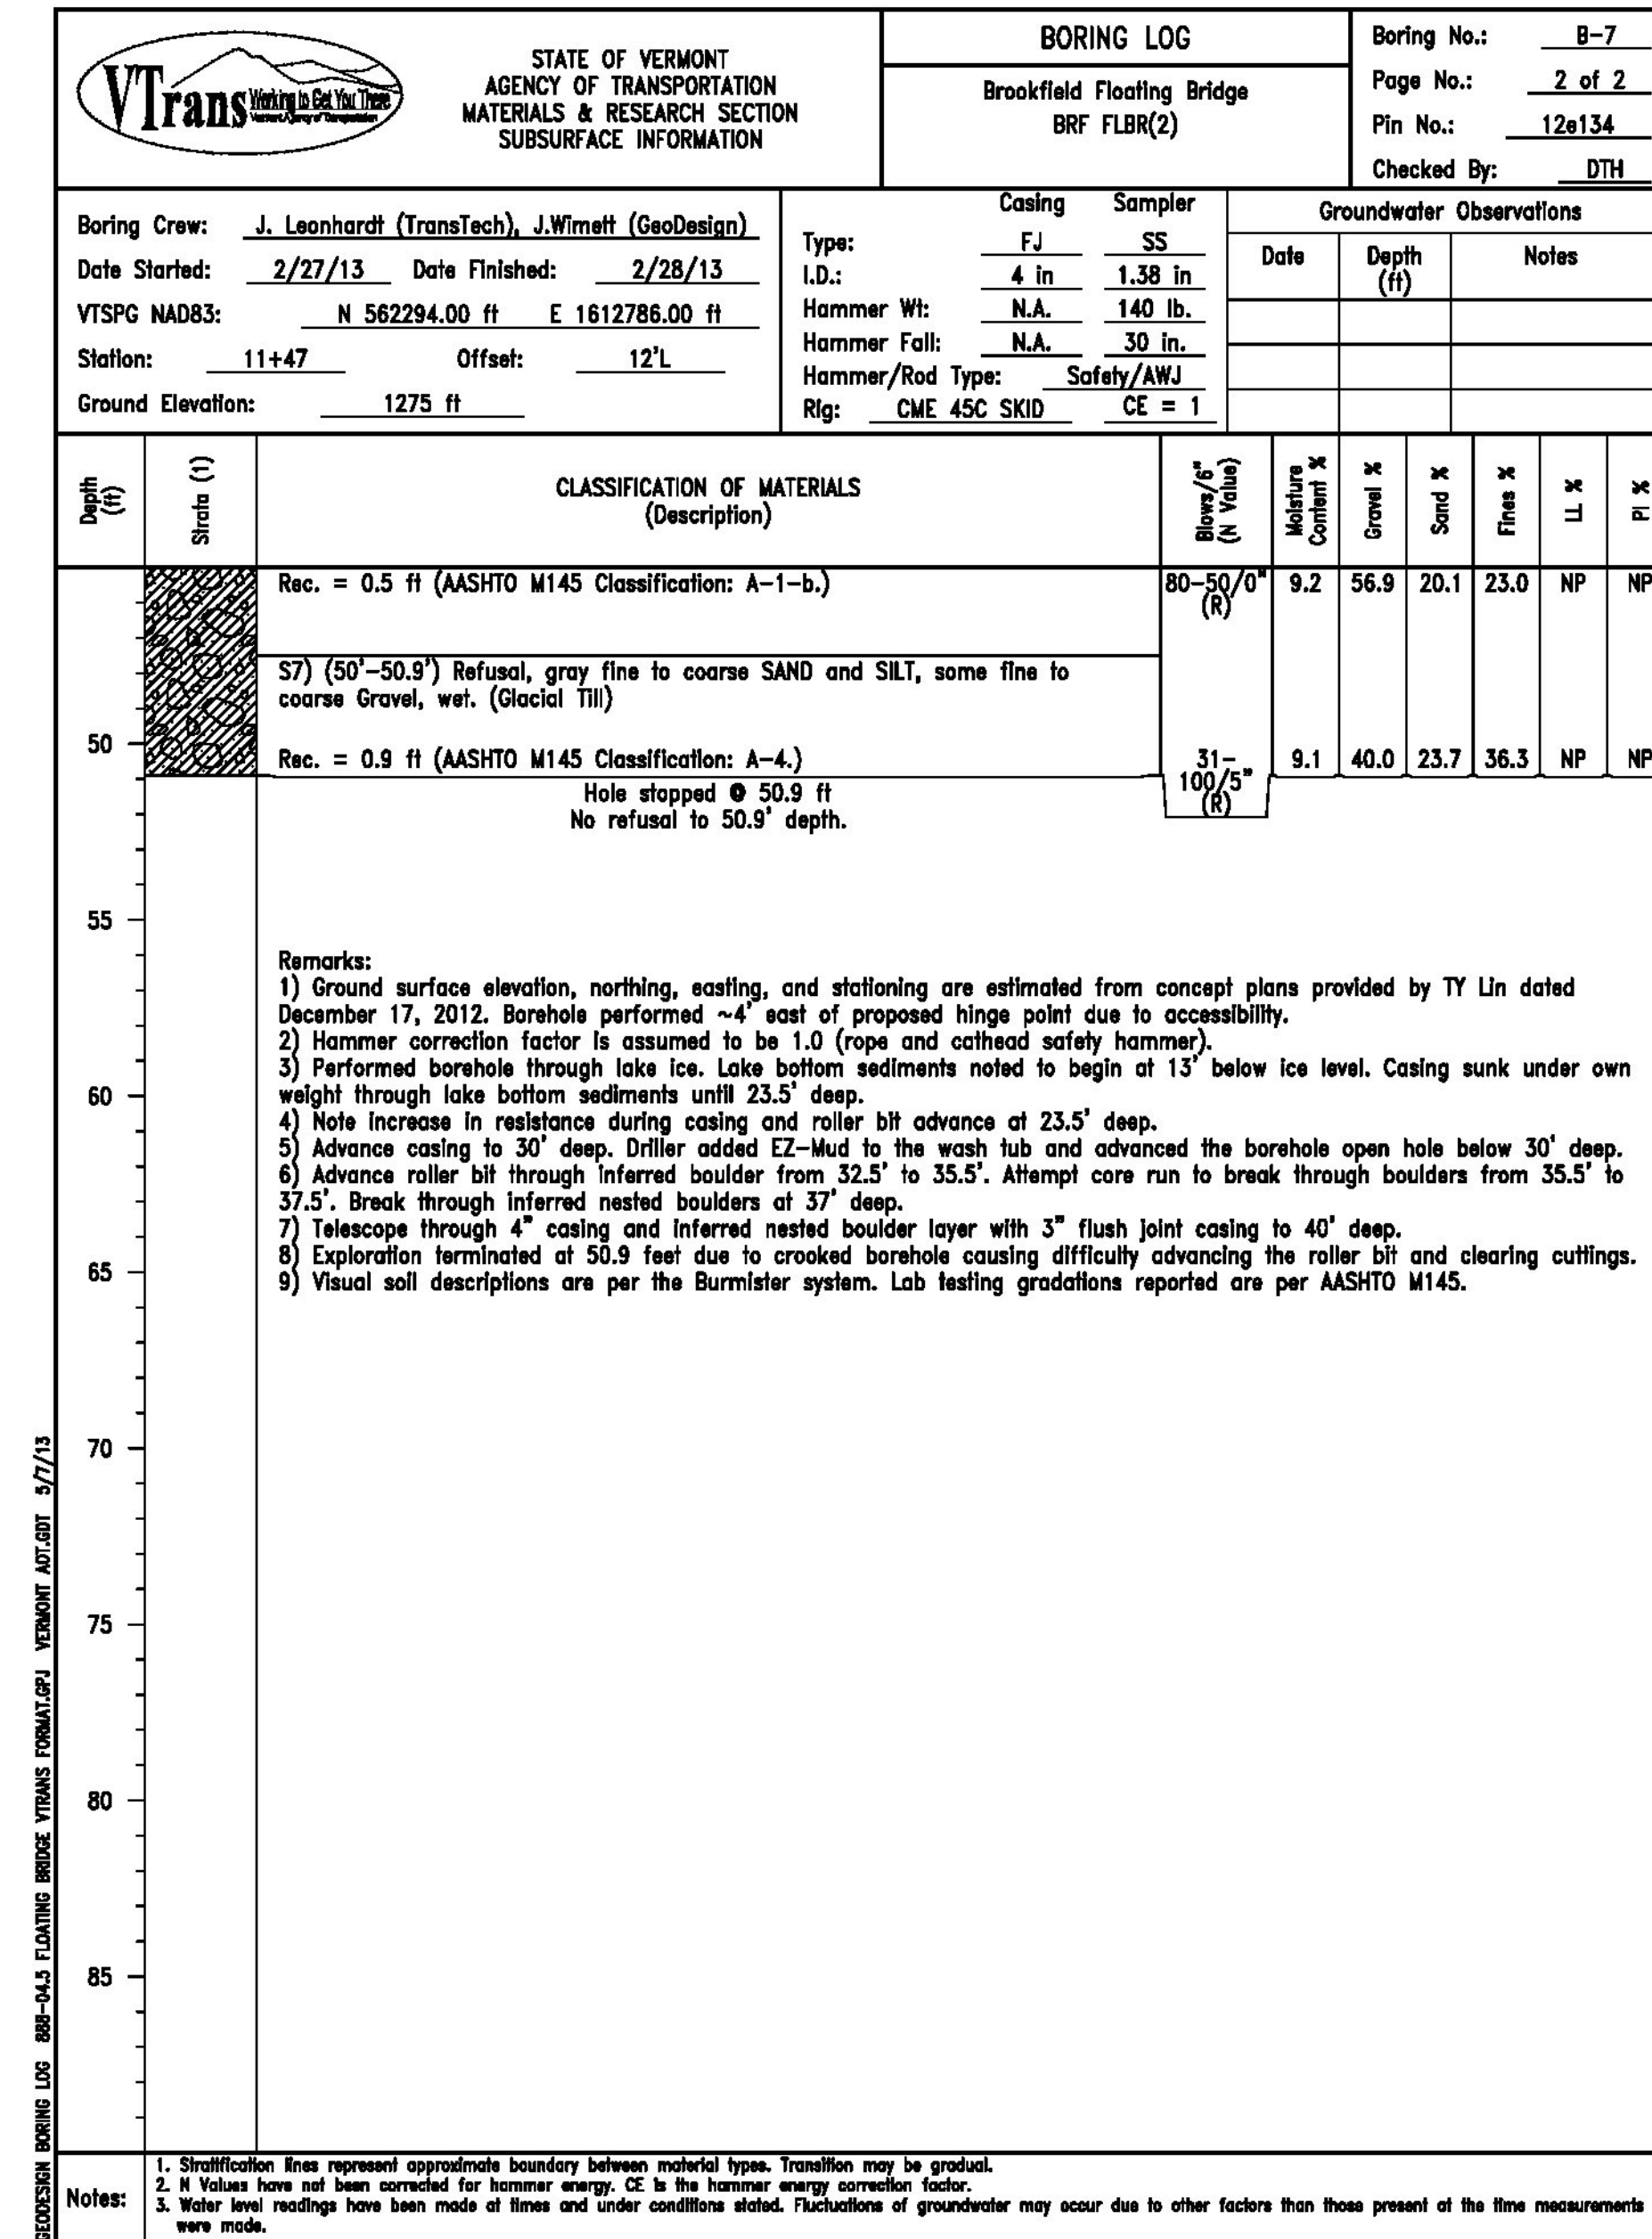 VTrans Working to Get You There
Vermont Agency of Transportation
STATE OF VERMONT
AGENCY OF TRANSPORTATION
MATERIALS & RESEARCH SECTION
SUBSURFACE INFORMATION
BORING LOG
Brookfield Floating Bridge
BRF FLBR(2)
Boring No.: B-7
Page No.: 2 of 2
Pin No.: 12e134
Checked By: DTH
Boring Crew: J. Leonhardt (TransTech), J.Wimett (GeoDesign)
Date Started: 2/27/13 Date Finished: 2/28/13
VTSPG NAD83: N 562294.00 ft E 1612786.00 ft
Station: 11+47 Offset: 12'L
Ground Elevation: 1275 ft
Casing Sampler
Type: FJ SS
I.D.: 4 in 1.38 in
Hammer Wt: N.A. 140 lb.
Hammer Fall: N.A. 30 in.
Hammer/Rod Type: Safety/AWJ
Rig: CME 45C SKID CE = 1
Groundwater Observations
Date Depth (ft) Notes
Depth (ft)
Strata (1)
CLASSIFICATION OF MATERIALS
(Description)
Blows/6" (N Value)
Moisture Content %
Gravel %
Sand %
Fines %
LL %
PI %
Rec. = 0.5 ft (AASHTO M145 Classification: A-1-b.) 80-50/0" 9.2 56.9 20.1 23.0 NP NP
(R)
S7) (50'-50.9') Refusal, gray fine to coarse SAND and SILT, some fine to
coarse Gravel, wet. (Glacial Till)
50
Rec. = 0.9 ft (AASHTO M145 Classification: A-4.) 31- 9.1 40.0 23.7 36.3 NP NP
100/5"
(R)
Hole stopped @ 50.9 ft
No refusal to 50.9' depth.
55
Remarks:
1) Ground surface elevation, northing, easting, and stationing are estimated from concept plans provided by TY Lin dated
December 17, 2012. Borehole performed ~4' east of proposed hinge point due to accessibility.
2) Hammer correction factor is assumed to be 1.0 (rope and cathead safety hammer).
3) Performed borehole through lake ice. Lake bottom sediments noted to begin at 13' below ice level. Casing sunk under own
60
weight through lake bottom sediments until 23.5' deep.
4) Note increase in resistance during casing and roller bit advance at 23.5' deep.
5) Advance casing to 30' deep. Driller added EZ-Mud to the wash tub and advanced the borehole open hole below 30' deep.
6) Advance roller bit through inferred boulder from 32.5' to 35.5'. Attempt core run to break through boulders from 35.5' to
37.5'. Break through inferred nested boulders at 37' deep.
7) Telescope through 4" casing and inferred nested boulder layer with 3" flush joint casing to 40' deep.
8) Exploration terminated at 50.9 feet due to crooked borehole causing difficulty advancing the roller bit and clearing cuttings.
65
9) Visual soil descriptions are per the Burmister system. Lab testing gradations reported are per AASHTO M145.
70
75
80
85
GEODESIGN BORING LOG 888-04.5 FLOATING BRIDGE VTRANS FORMAT.GPJ VERMONT AOT.GDT 5/7/13
Notes:
1. Stratification lines represent approximate boundary between material types. Transition may be gradual.
2. N Values have not been corrected for hammer energy. CE is the hammer energy correction factor.
3. Water level readings have been made at times and under conditions stated. Fluctuations of groundwater may occur due to other factors than those present at the time measurements
were made.